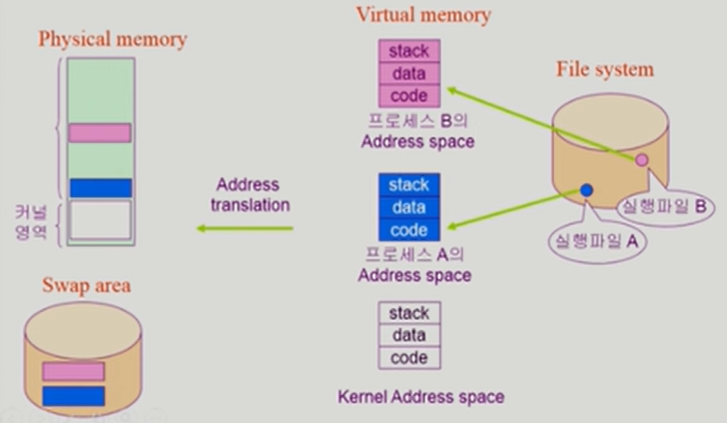 Virtual memory
Physical memory
File system
stack
data
code
프로세스 B의
Address space
실행파일 B
실행파일 A
Address
translation
stack
data
code
프로세스 A의
Address space
커널
영역
Swap area
stack
data
code
Kernel Address space